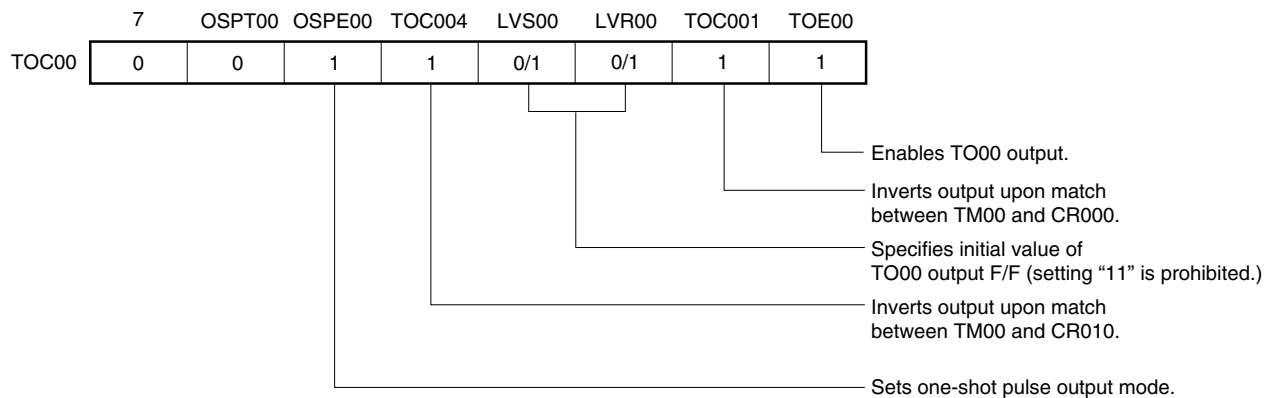 7 OSPT00 OSPE00 TOC004 LVS00 LVR00 TOC001 TOE00
TOC00 0 0 1 1 0/1 0/1 1 1
Enables TO00 output.
Inverts output upon match
between TM00 and CR000.
Specifies initial value of
TO00 output F/F (setting “11” is prohibited.)
Inverts output upon match
between TM00 and CR010.
Sets one-shot pulse output mode.